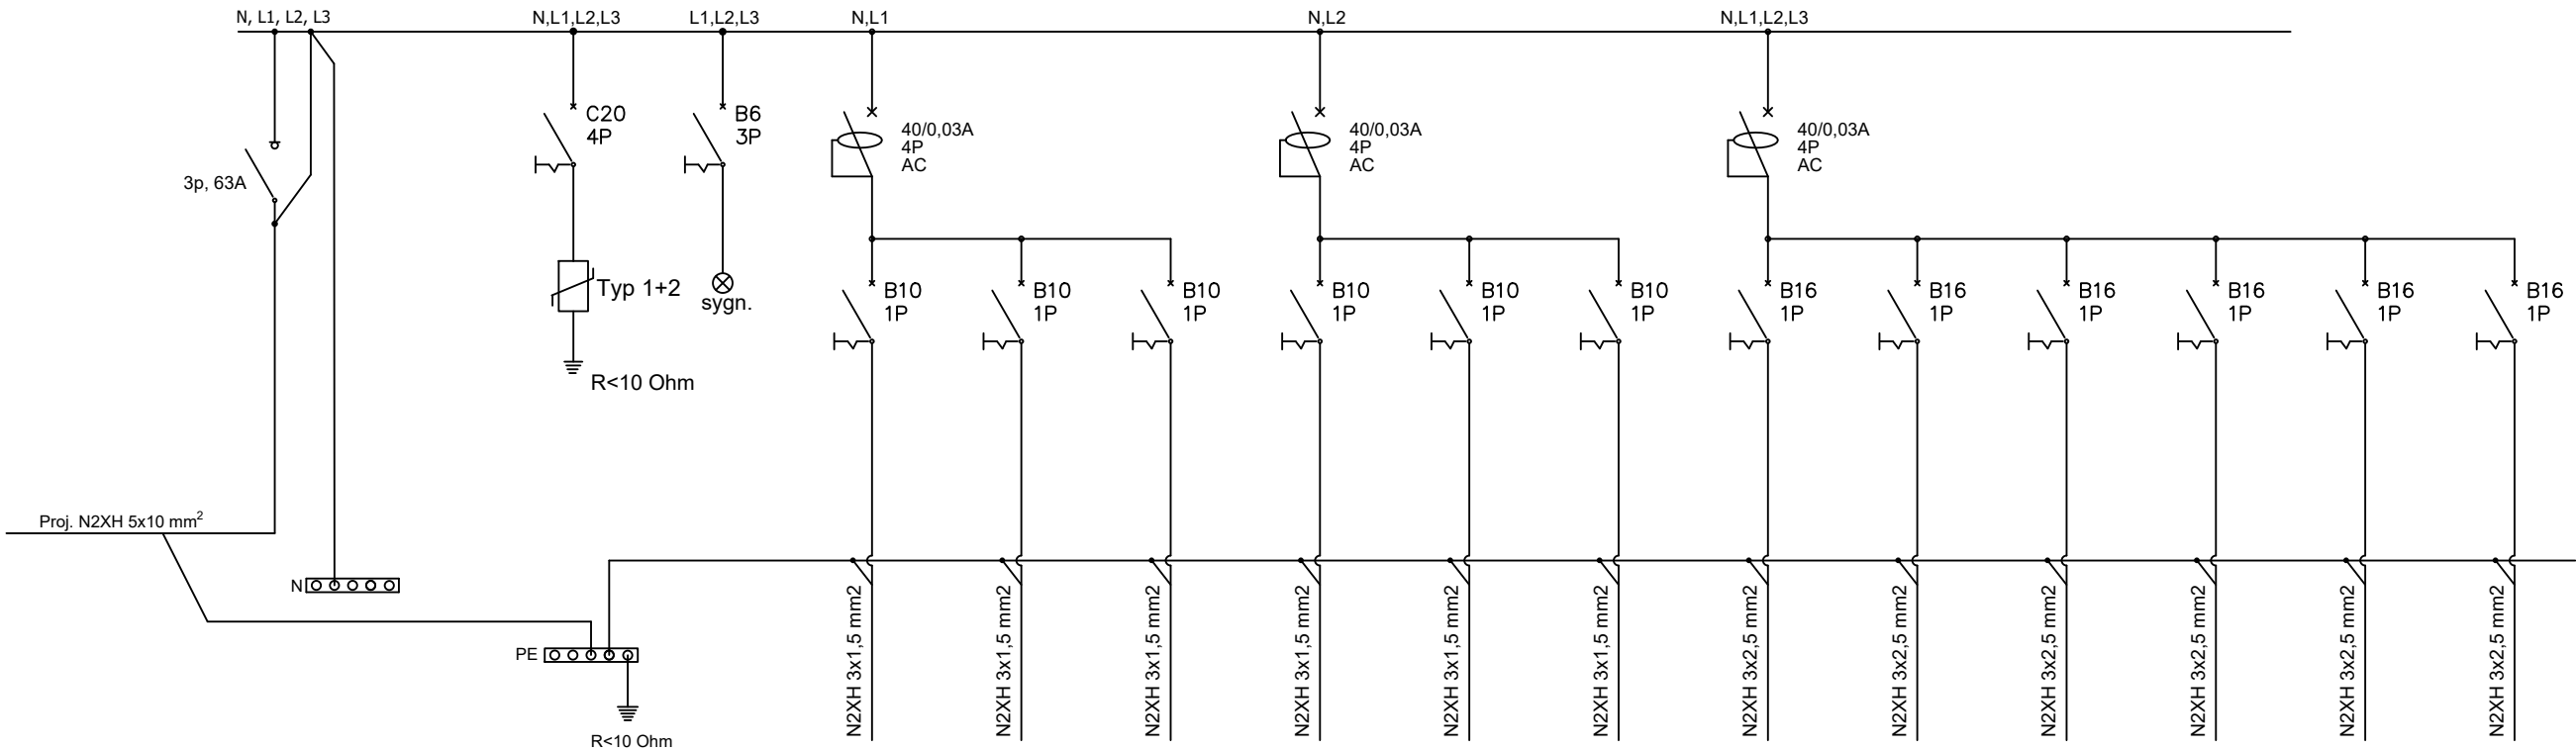 N, L1, L2, L3
N,L1,L2,L3
L1,L2,L3
N,L1
N,L2
N,L1,L2,L3
3p, 63A
C20
4P
B6
3P
40/0,03A
4P
AC
40/0,03A
4P
AC
40/0,03A
4P
AC
Typ 1+2
sygn.
R<10 Ohm
B10
1P
B10
1P
B10
1P
B10
1P
B10
1P
B10
1P
B16
1P
B16
1P
B16
1P
B16
1P
B16
1P
B16
1P
Proj. N2XH 5x10 mm²
N
PE
R<10 Ohm
N2XH 3x1,5 mm2
N2XH 3x1,5 mm2
N2XH 3x1,5 mm2
N2XH 3x1,5 mm2
N2XH 3x1,5 mm2
N2XH 3x1,5 mm2
N2XH 3x2,5 mm2
N2XH 3x2,5 mm2
N2XH 3x2,5 mm2
N2XH 3x2,5 mm2
N2XH 3x2,5 mm2
N2XH 3x2,5 mm2